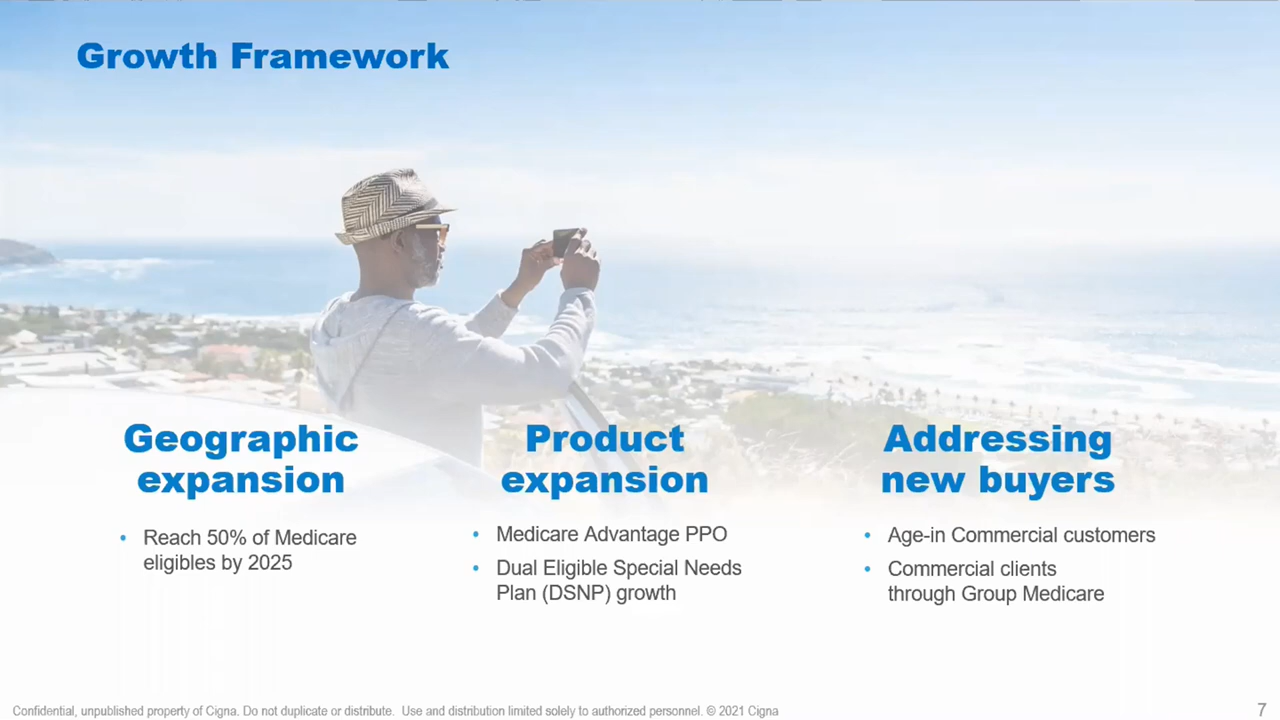 Growth Framework
Geographic
expansion
• Reach 50% of Medicare
eligibles by 2025
Product
expansion
• Medicare Advantage PPO
• Dual Eligible Special Needs
Plan (DSNP) growth
Addressing
new buyers
• Age-in Commercial customers
• Commercial clients
through Group Medicare
Confidential, unpublished property of Cigna. Do not duplicate or distribute. Use and distribution limited solely to authorized personnel. © 2021 Cigna
7